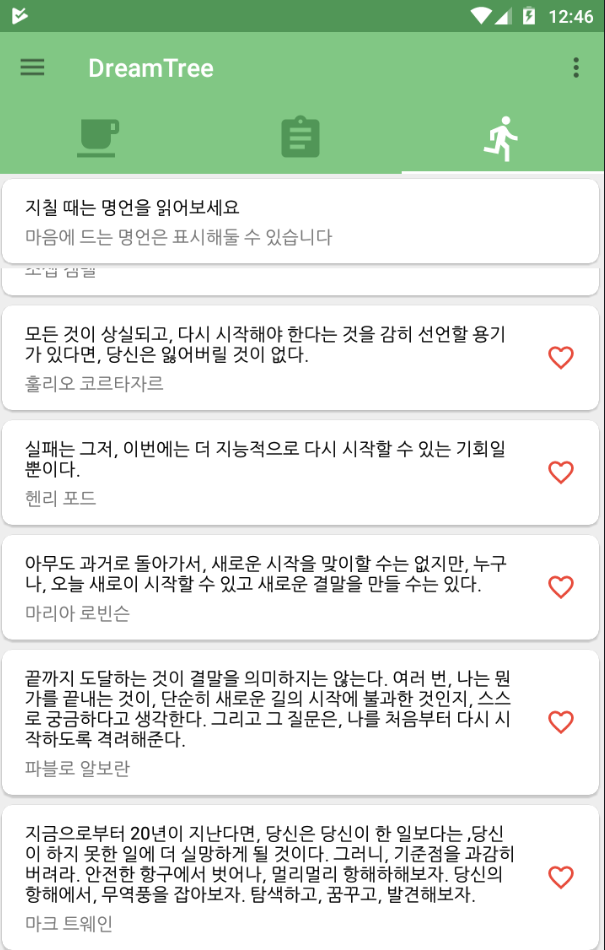 12:46
DreamTree
지칠 때는 명언을 읽어보세요
마음에 드는 명언은 표시해둘 수 있습니다
조셉 캠벨
모든 것이 상실되고, 다시 시작해야 한다는 것을 감히 선언할 용기
가 있다면, 당신은 잃어버릴 것이 없다.
훌리오 코르타자르
실패는 그저, 이번에는 더 지능적으로 다시 시작할 수 있는 기회일
뿐이다.
헨리 포드
아무도 과거로 돌아가서, 새로운 시작을 맞이할 수는 없지만, 누구
나, 오늘 새로이 시작할 수 있고 새로운 결말을 만들 수는 있다.
마리아 로빈슨
끝까지 도달하는 것이 결말을 의미하지는 않는다. 여러 번, 나는 뭔
가를 끝내는 것이, 단순히 새로운 길의 시작에 불과한 것인지, 스스
로 궁금하다고 생각한다. 그리고 그 질문은, 나를 처음부터 다시 시
작하도록 격려해준다.
파블로 알보란
지금으로부터 20년이 지난다면, 당신은 당신이 한 일보다는 ,당신
이 하지 못한 일에 더 실망하게 될 것이다. 그러니, 기준점을 과감히
버려라. 안전한 항구에서 벗어나, 멀리멀리 항해하해보자. 당신의
항해에서, 무역풍을 잡아보자. 탐색하고, 꿈꾸고, 발견해보자.
마크 트웨인